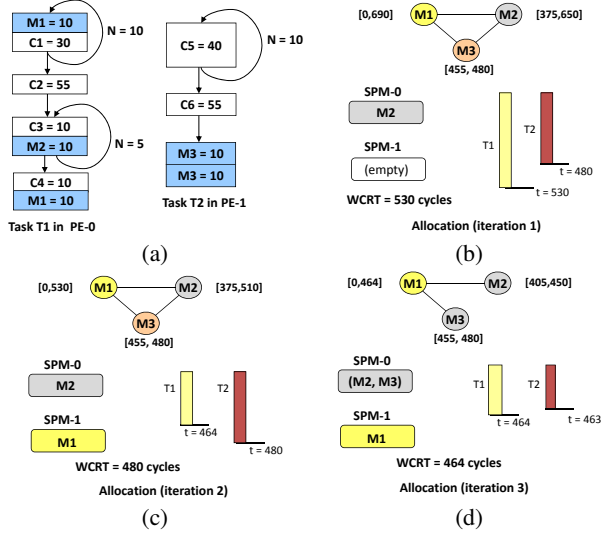 M1 = 10
C1 = 30
N = 10
C2 = 55
C3 = 10
M2 = 10
N = 5
C4 = 10
M1 = 10
Task T1 in PE-0
C5 = 40
N = 10
C6 = 55
M3 = 10
M3 = 10
Task T2 in PE-1
(a)
[0,690]
M1
M2
[375,650]
M3
[455, 480]
SPM-0
M2
SPM-1
(empty)
T1
T2
t = 480
t = 530
WCRT = 530 cycles
Allocation (iteration 1)
(b)
[0,530]
M1
M2
[375,510]
M3
[455, 480]
SPM-0
M2
SPM-1
M1
T1
T2
t = 464
t = 480
WCRT = 480 cycles
Allocation (iteration 2)
(c)
[0,464]
M1
M2
[405,450]
M3
[455, 480]
SPM-0
(M2, M3)
SPM-1
M1
T1
T2
t = 464
t = 463
WCRT = 464 cycles
Allocation (iteration 3)
(d)